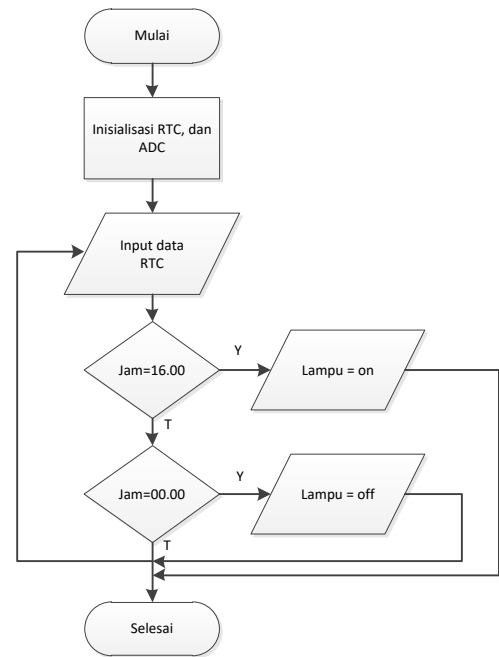 Mulai
Inisialisasi RTC, dan
ADC
Input data
RTC
Jam=16.00
Y
Lampu = on
T
Jam=00.00
Y
Lampu = off
T
Selesai